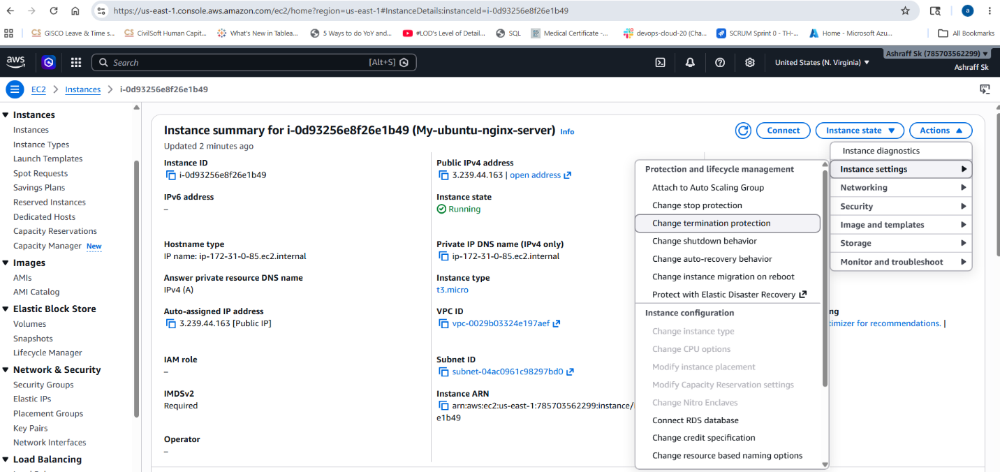 https://us-east-1.console.aws.amazon.com/ec2/home?region=us-east-1#InstanceDetails:instanceId=i-0d93256e8f26e1b49
a
GISCO Leave & Time s...
CivilSoft Human Capit...
What's New in Tablea...
5 Ways to do YoY and...
#LOD's Level of Detail...
SQL
Medical Certificate -...
devops-cloud-20 (Cha...
SCRUM Sprint 0 - TH-...
Home - Microsoft Azu...
All Bookmarks
aws
Search
[Alt+S]
United States (N. Virginia) ▼
Ashraff Sk (785703562299) ▼
Ashraff Sk
EC2 > Instances > i-0d93256e8f26e1b49
Instances
Instances
Instance Types
Launch Templates
Spot Requests
Savings Plans
Reserved Instances
Dedicated Hosts
Capacity Reservations
Capacity Manager New
Images
AMIs
AMI Catalog
Elastic Block Store
Volumes
Snapshots
Lifecycle Manager
Network & Security
Security Groups
Elastic IPs
Placement Groups
Key Pairs
Network Interfaces
Load Balancing
Instance summary for i-0d93256e8f26e1b49 (My-ubuntu-nginx-server) Info
Updated 2 minutes ago
Connect
Instance state ▼
Actions ▲
Instance ID
i-0d93256e8f26e1b49
IPv6 address
–
Hostname type
IP name: ip-172-31-0-85.ec2.internal
Answer private resource DNS name
IPv4 (A)
Auto-assigned IP address
3.239.44.163 [Public IP]
IAM role
–
IMDSv2
Required
Operator
–
Public IPv4 address
3.239.44.163 | open address
Instance state
Running
Private IP DNS name (IPv4 only)
ip-172-31-0-85.ec2.internal
Instance type
t3.micro
VPC ID
vpc-0029b03324e197aef
Subnet ID
subnet-04ac0961c98297bd0
Instance ARN
arn:aws:ec2:us-east-1:785703562299:instance/
e1b49
Protection and lifecycle management
Attach to Auto Scaling Group
Change stop protection
Change termination protection
Change shutdown behavior
Change auto-recovery behavior
Change instance migration on reboot
Protect with Elastic Disaster Recovery
Instance configuration
Change instance type
Change CPU options
Modify instance placement
Modify Capacity Reservation settings
Change Nitro Enclaves
Connect RDS database
Change credit specification
Change resource based naming options
Instance diagnostics
Instance settings
Networking
Security
Image and templates
Storage
Monitor and troubleshoot
ng
timizer for recommendations. |